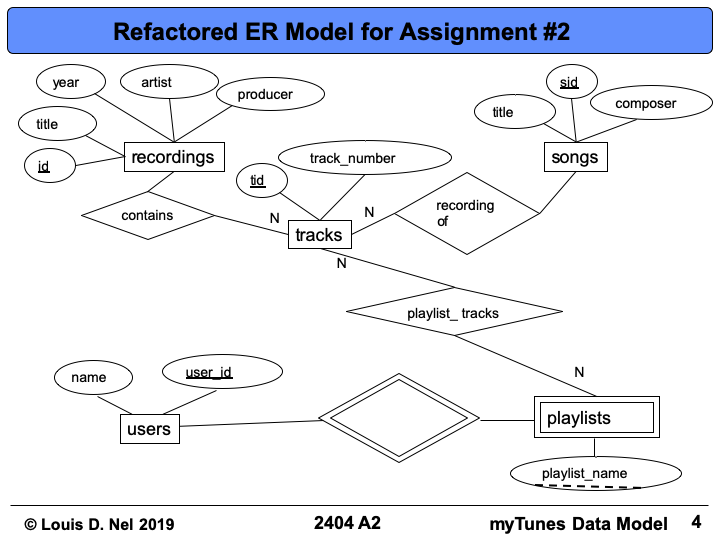 Refactored ER Model for Assignment #2
year
artist
producer
title
id
recordings
sid
title
composer
songs
tid
track_number
contains
N
tracks
N
recording
of
N
playlist_ tracks
N
name
user_id
users
playlists
playlist_name
© Louis D. Nel 2019
2404 A2
myTunes Data Model
4